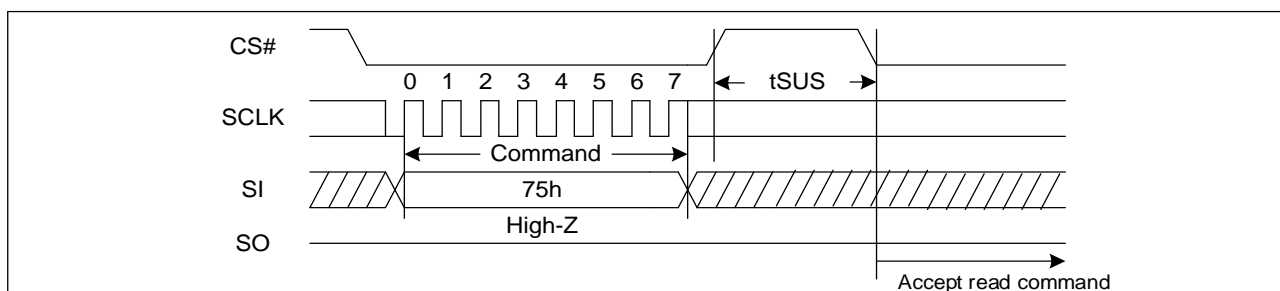 CS#
0 1 2 3 4 5 6 7
tSUS
SCLK
Command
SI
75h
High-Z
SO
Accept read command